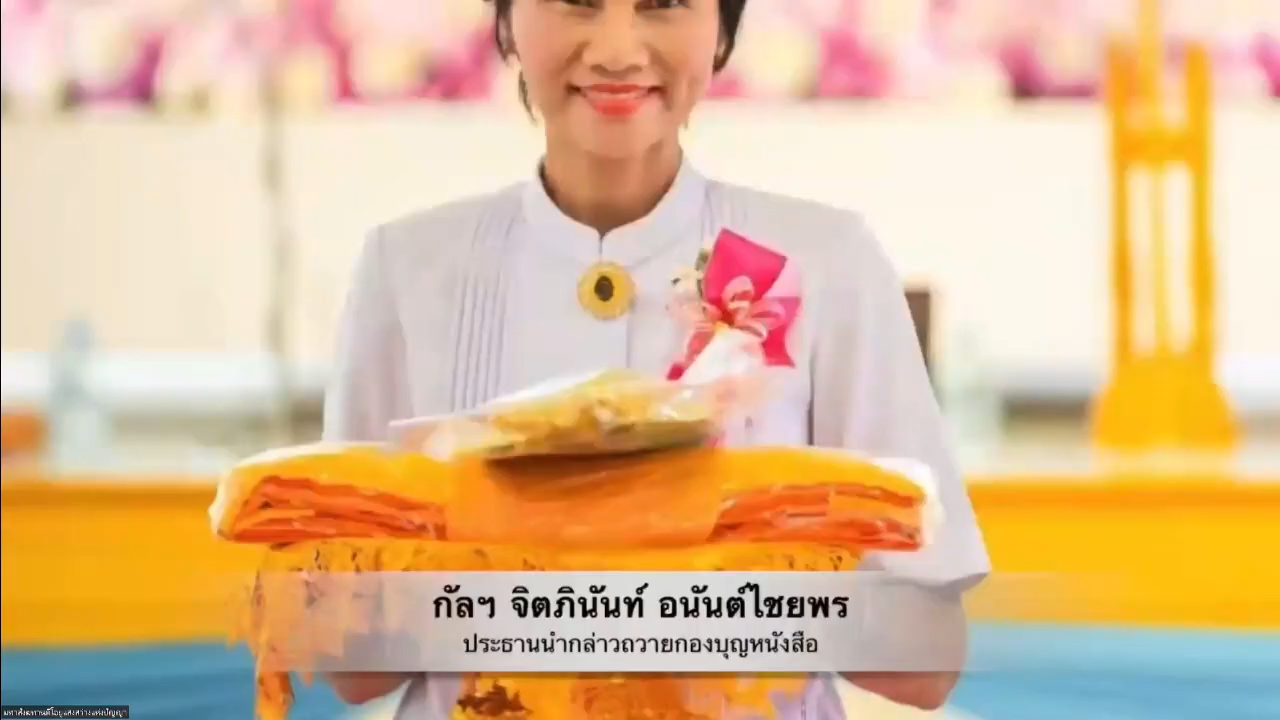 กัลฯ จิตภินันท์ อนันต์ไชยพร
ประธานนำกล่าวถวายกองบุญหนังสือ